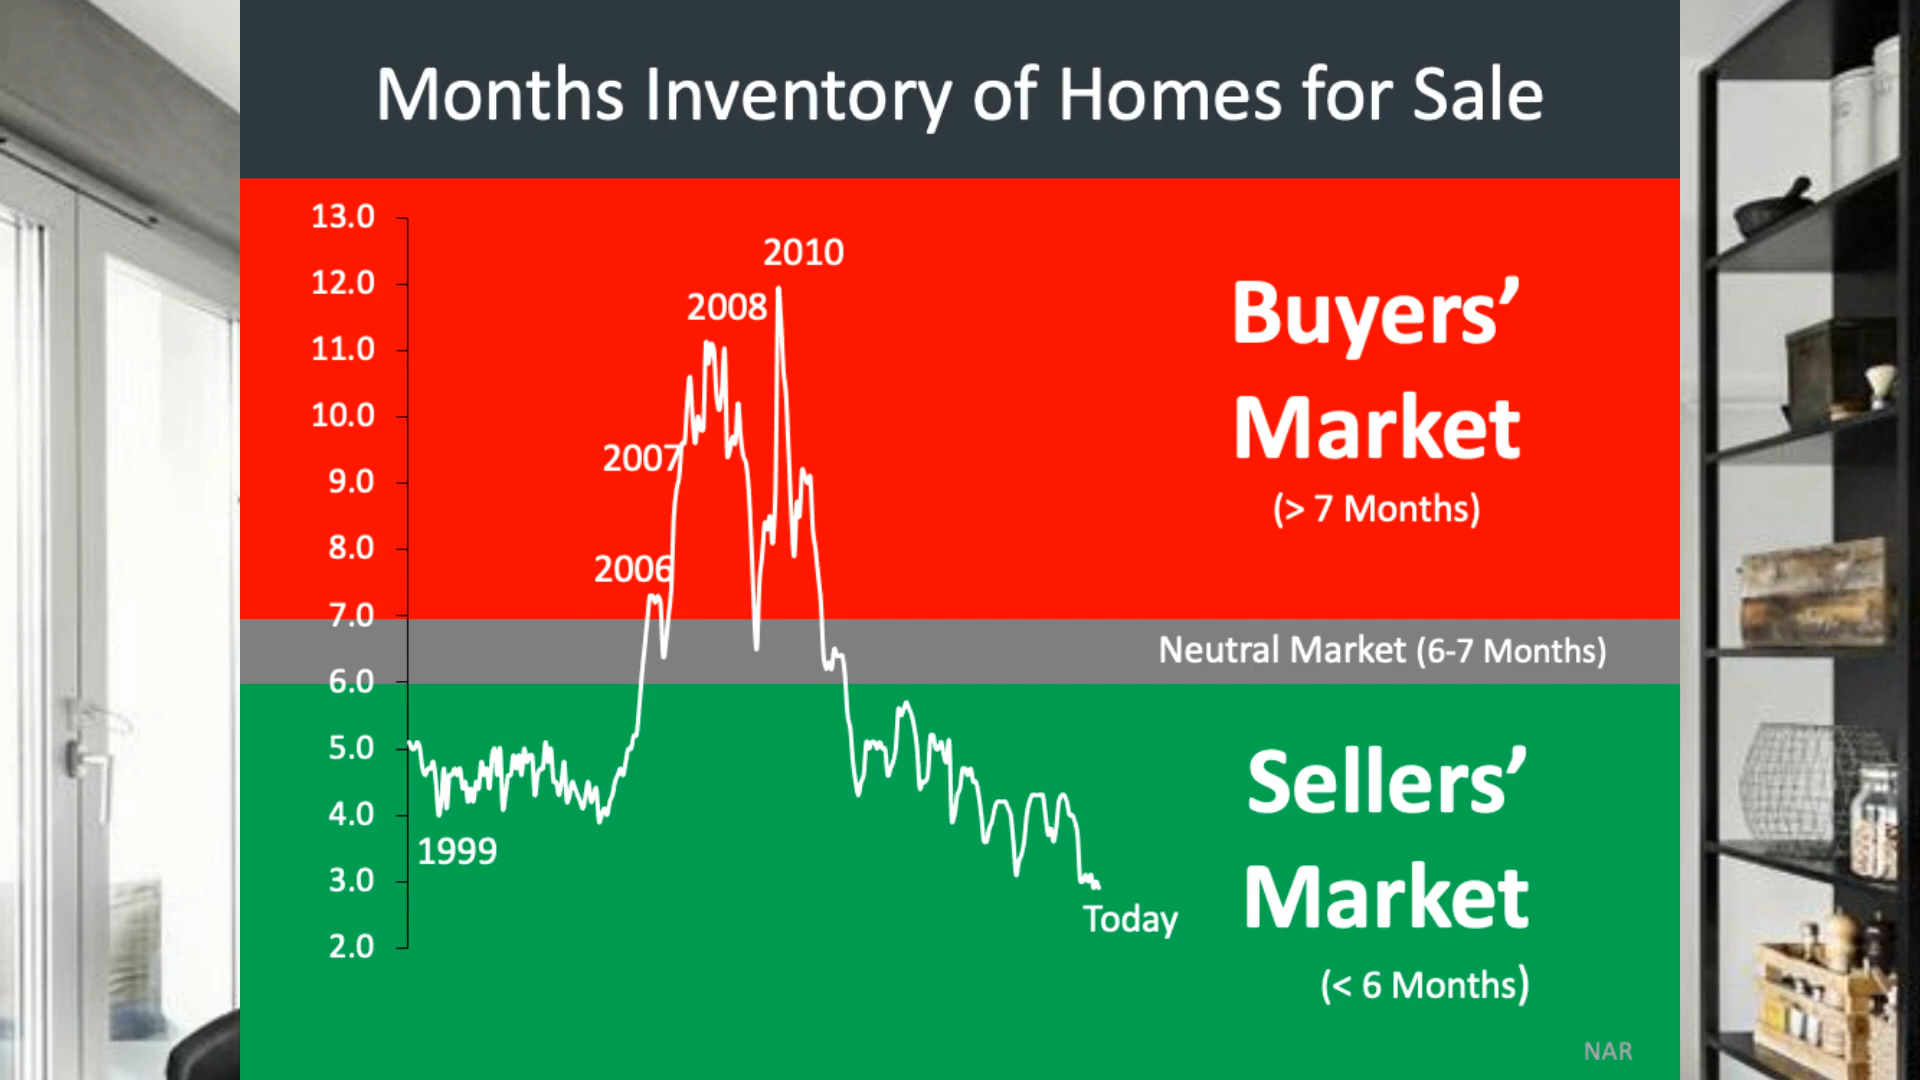 Months Inventory of Homes for Sale
13.0
12.0
11.0
10.0
9.0
8.0
7.0
6.0
5.0
4.0
3.0
2.0
1999
2006
2007
2008
2010
Today
Buyers’
Market
(> 7 Months)
Neutral Market (6-7 Months)
Sellers’
Market
(< 6 Months)
NAR